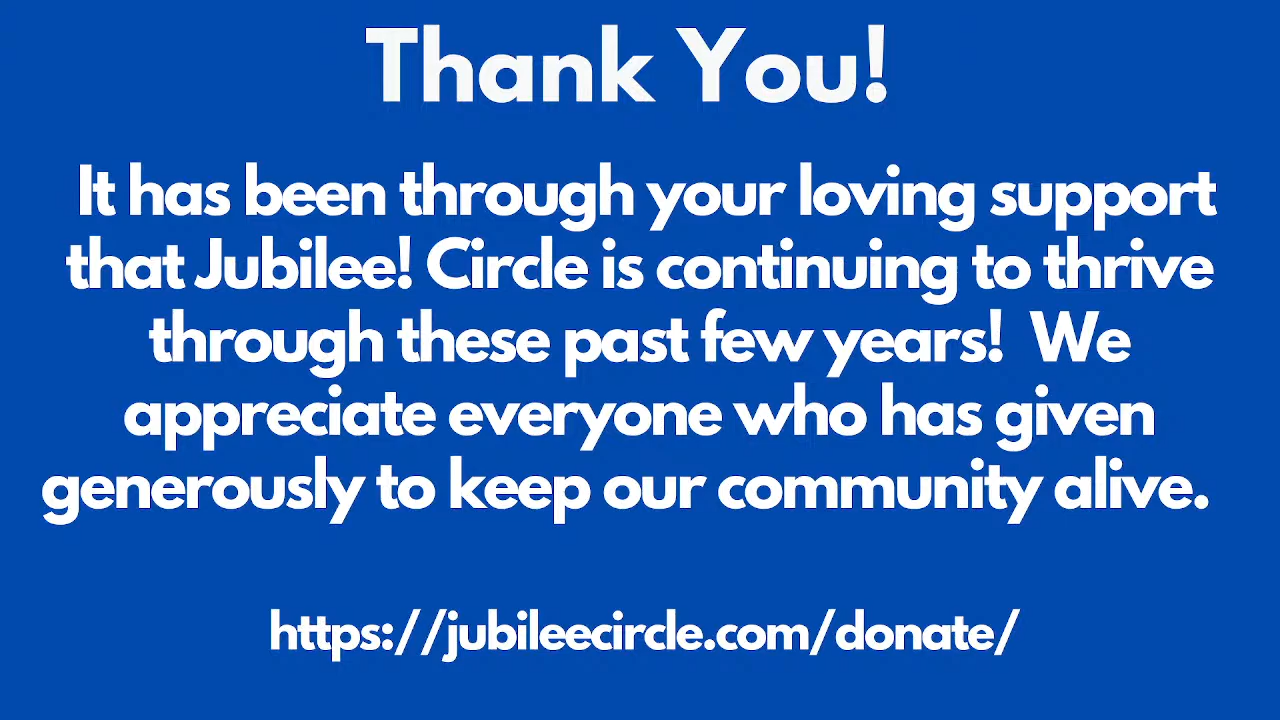 Thank You!
It has been through your loving support
that Jubilee! Circle is continuing to thrive
through these past few years!  We
appreciate everyone who has given
generously to keep our community alive.
https://jubileecircle.com/donate/